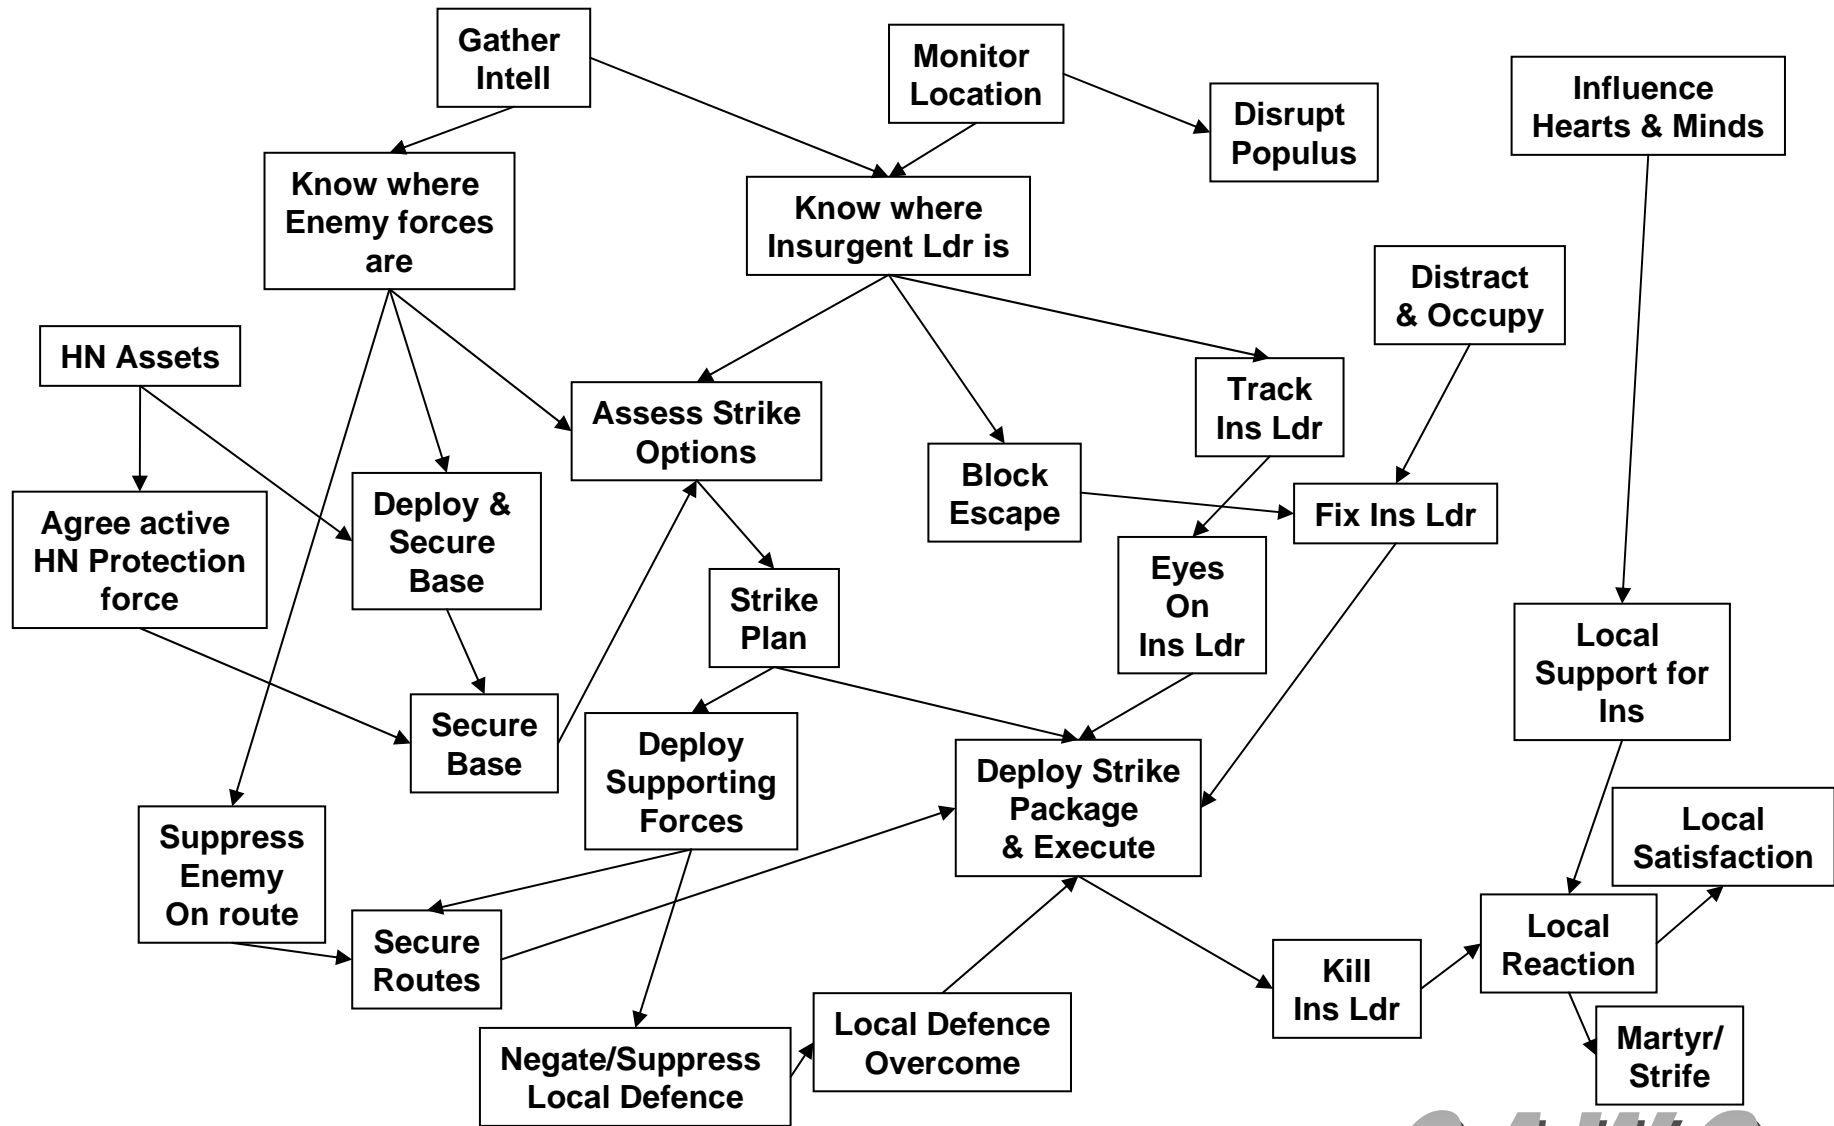 Gather
Intell
Monitor
Location
Influence
Hearts & Minds
Disrupt
Populus
Know where
Enemy forces
are
Know where
Insurgent Ldr is
Distract
& Occupy
HN Assets
Track
Ins Ldr
Assess Strike
Options
Block
Escape
Fix Ins Ldr
Agree active
HN Protection
force
Deploy &
Secure
Base
Eyes
On
Ins Ldr
Strike
Plan
Local
Support for
Ins
Secure
Base
Deploy
Supporting
Forces
Deploy Strike
Package
& Execute
Suppress
Enemy
On route
Local
Satisfaction
Secure
Routes
Local
Reaction
Kill
Ins Ldr
Local Defence
Overcome
Martyr/
Strife
Negate/Suppress
Local Defence